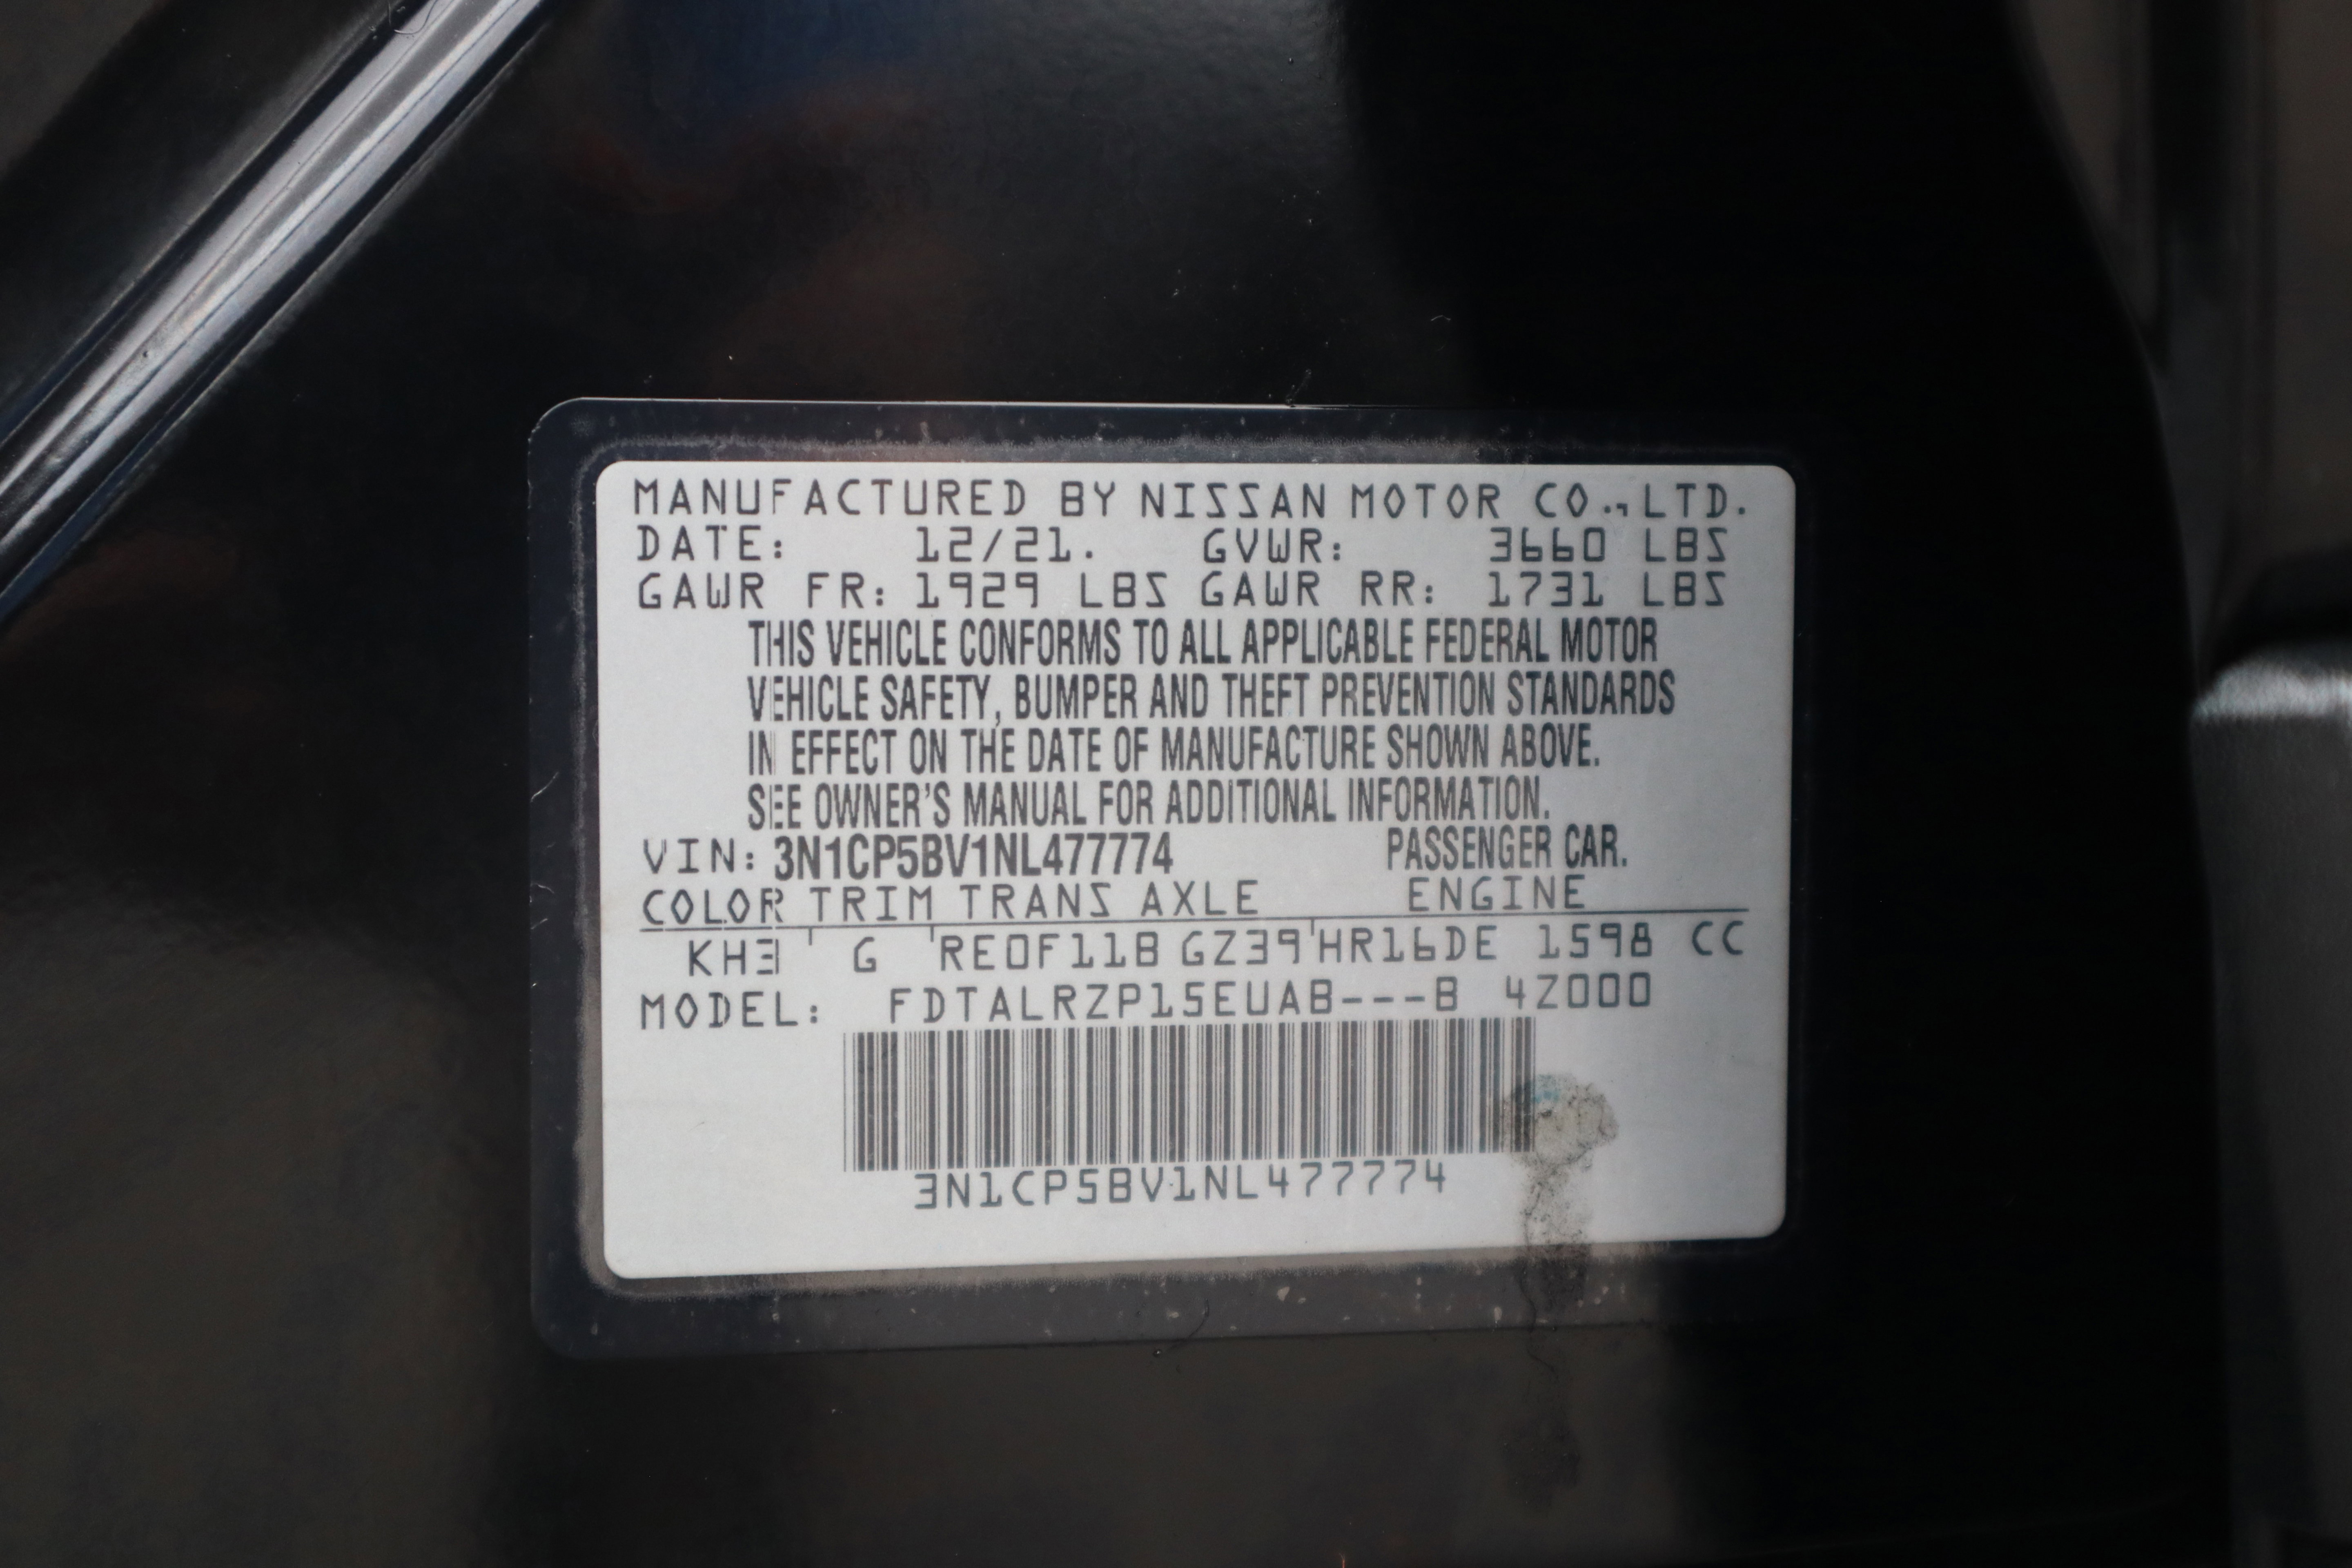 MANUFACTURED BY NISSAN MOTOR CO.,LTD.
DATE: 12/21. GVWR: 3660 LBS
GAWR FR: 1929 LBS GAWR RR: 1731 LBS
THIS VEHICLE CONFORMS TO ALL APPLICABLE FEDERAL MOTOR
VEHICLE SAFETY, BUMPER AND THEFT PREVENTION STANDARDS
IN EFFECT ON THE DATE OF MANUFACTURE SHOWN ABOVE.
SEE OWNER'S MANUAL FOR ADDITIONAL INFORMATION.
VIN: 3N1CP5BV1NL477774 PASSENGER CAR.
COLOR TRIM TRANS AXLE ENGINE
KH3 G RE0F11B GZ39 HR16DE 1598 CC
MODEL: FDTALRZP15EUAB---B 4Z000
3N1CP5BV1NL477774